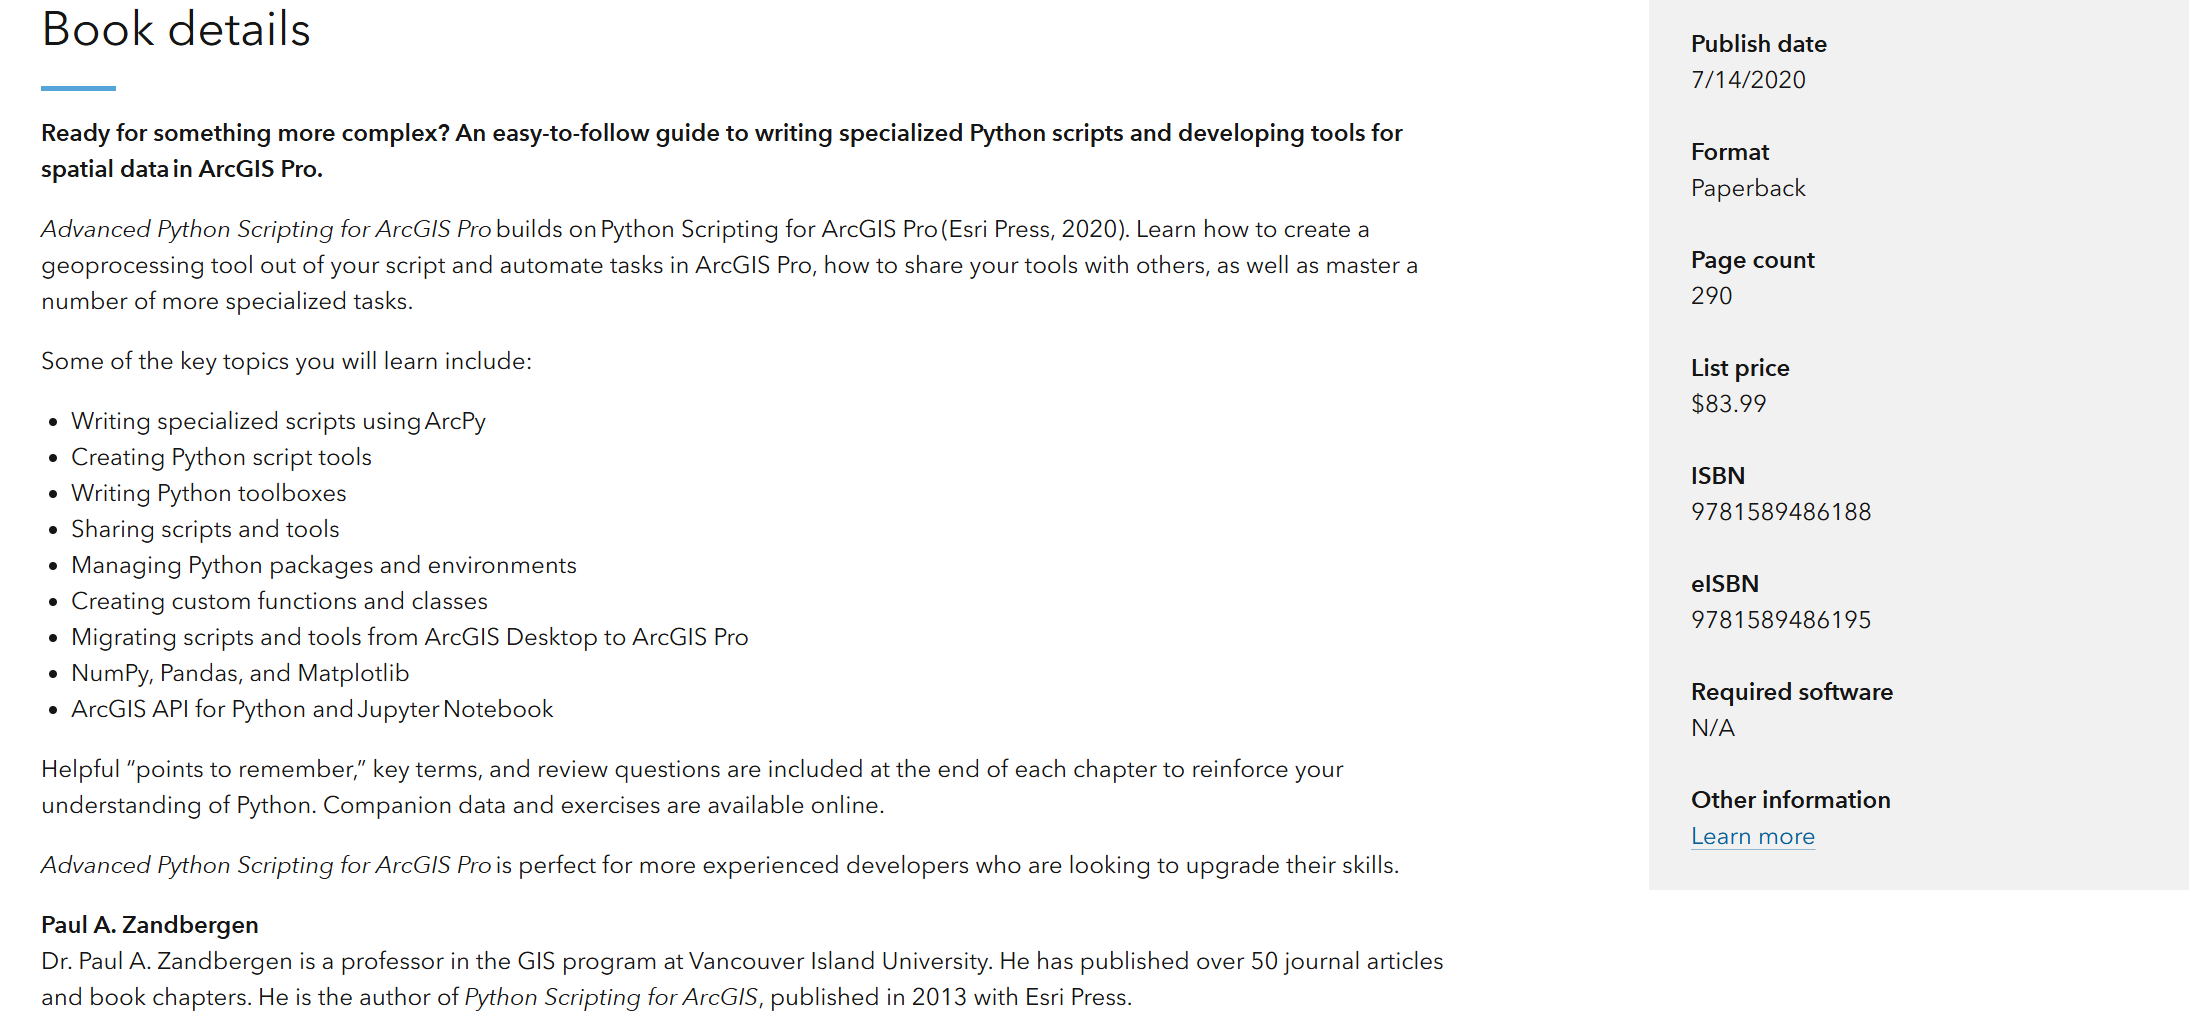 Book details
Ready for something more complex? An easy-to-follow guide to writing specialized Python scripts and developing tools for
spatial data in ArcGIS Pro.
Advanced Python Scripting for ArcGIS Pro builds on Python Scripting for ArcGIS Pro (Esri Press, 2020). Learn how to create a
geoprocessing tool out of your script and automate tasks in ArcGIS Pro, how to share your tools with others, as well as master a
number of more specialized tasks.
Some of the key topics you will learn include:
• Writing specialized scripts using ArcPy
• Creating Python script tools
• Writing Python toolboxes
• Sharing scripts and tools
• Managing Python packages and environments
• Creating custom functions and classes
• Migrating scripts and tools from ArcGIS Desktop to ArcGIS Pro
• NumPy, Pandas, and Matplotlib
• ArcGIS API for Python and Jupyter Notebook
Helpful “points to remember,” key terms, and review questions are included at the end of each chapter to reinforce your
understanding of Python. Companion data and exercises are available online.
Advanced Python Scripting for ArcGIS Pro is perfect for more experienced developers who are looking to upgrade their skills.
Paul A. Zandbergen
Dr. Paul A. Zandbergen is a professor in the GIS program at Vancouver Island University. He has published over 50 journal articles
and book chapters. He is the author of Python Scripting for ArcGIS, published in 2013 with Esri Press.
Publish date
7/14/2020
Format
Paperback
Page count
290
List price
$83.99
ISBN
9781589486188
eISBN
9781589486195
Required software
N/A
Other information
Learn more